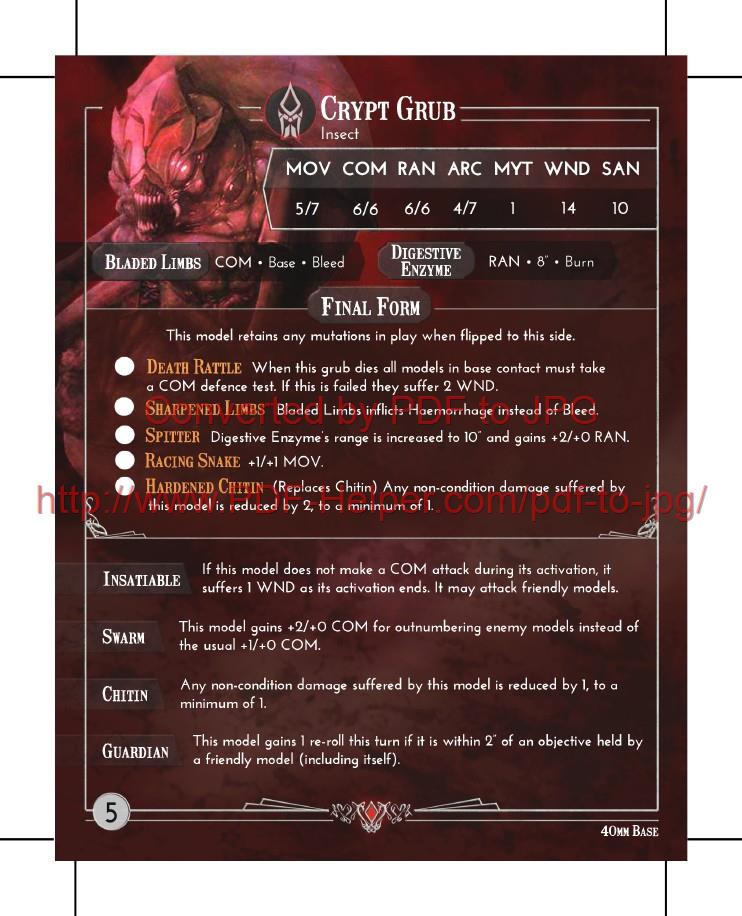 CRYPT GRUB
Insect
MOV COM RAN ARC MYT WND SAN
5/7 6/6 6/6 4/7 1 14 10
BLADED LIMBS COM • Base • Bleed
DIGESTIVE
ENZYME RAN • 8" • Burn
FINAL FORM
This model retains any mutations in play when flipped to this side.
DEATH RATTLE When this grub dies all models in base contact must take
a COM defence test. If this is failed they suffer 2 WND.
SHARPENED LIMBS Bladed Limbs inflicts Haemorrhage instead of Bleed.
Converted by PDF to JPG
SPITTER Digestive Enzyme's range is increased to 10" and gains +2/+0 RAN.
RACING SNAKE +1/+1 MOV.
HARDENED CHITIN (Replaces Chitin) Any non-condition damage suffered by
this model is reduced by 2, to a minimum of 1.
http://www.PDF-Helper.com/pdf-to-jpg/
INSATIABLE If this model does not make a COM attack during its activation, it
suffers 1 WND as its activation ends. It may attack friendly models.
SWARM This model gains +2/+0 COM for outnumbering enemy models instead of
the usual +1/+0 COM.
CHITIN Any non-condition damage suffered by this model is reduced by 1, to a
minimum of 1.
GUARDIAN This model gains 1 re-roll this turn if it is within 2" of an objective held by
a friendly model (including itself).
5
40MM BASE